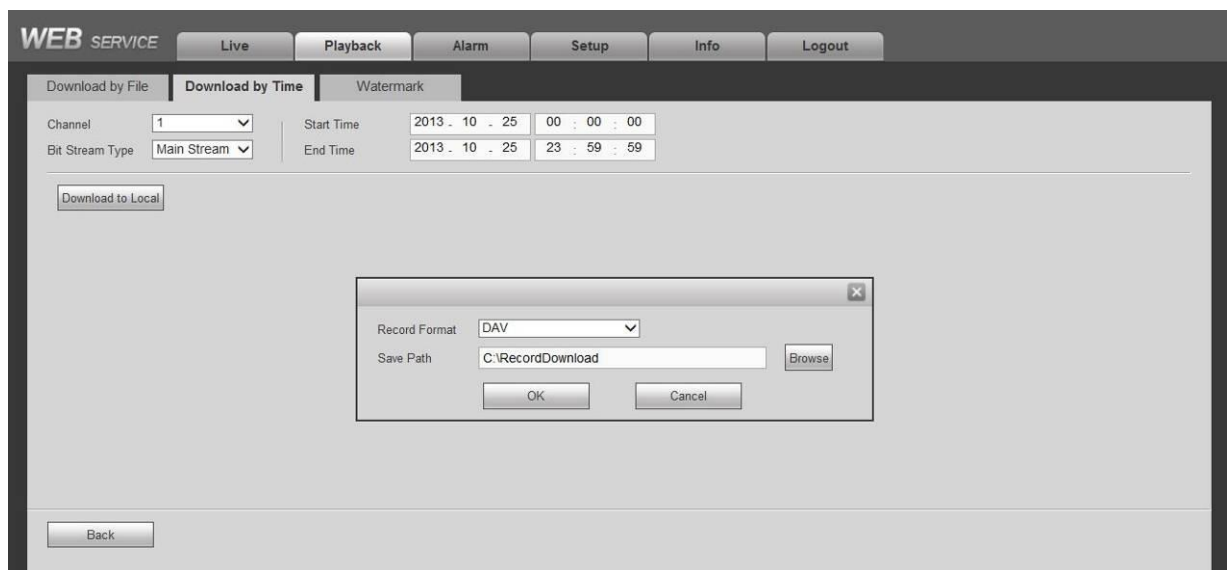 WEB SERVICE Live Playback Alarm Setup Info Logout
Download by File Download by Time Watermark
Channel 1 Start Time 2013 - 10 - 25 00 : 00 : 00
Bit Stream Type Main Stream End Time 2013 - 10 - 25 23 : 59 : 59
Download to Local
Record Format DAV
Save Path C:\RecordDownload Browse
OK Cancel
Back